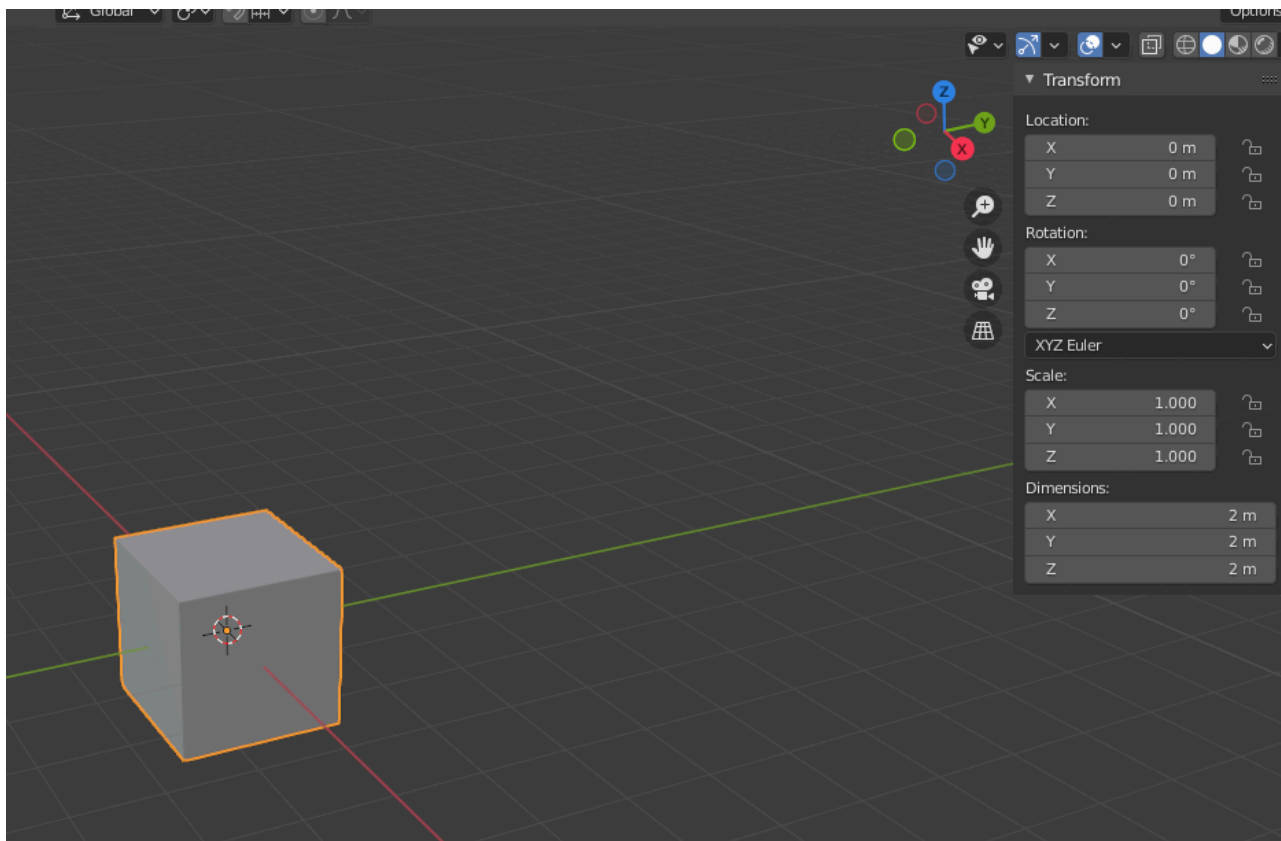 Global
Options
Transform
Z
Y
X
Location:
X 0 m
Y 0 m
Z 0 m
Rotation:
X 0°
Y 0°
Z 0°
XYZ Euler
Scale:
X 1.000
Y 1.000
Z 1.000
Dimensions:
X 2 m
Y 2 m
Z 2 m